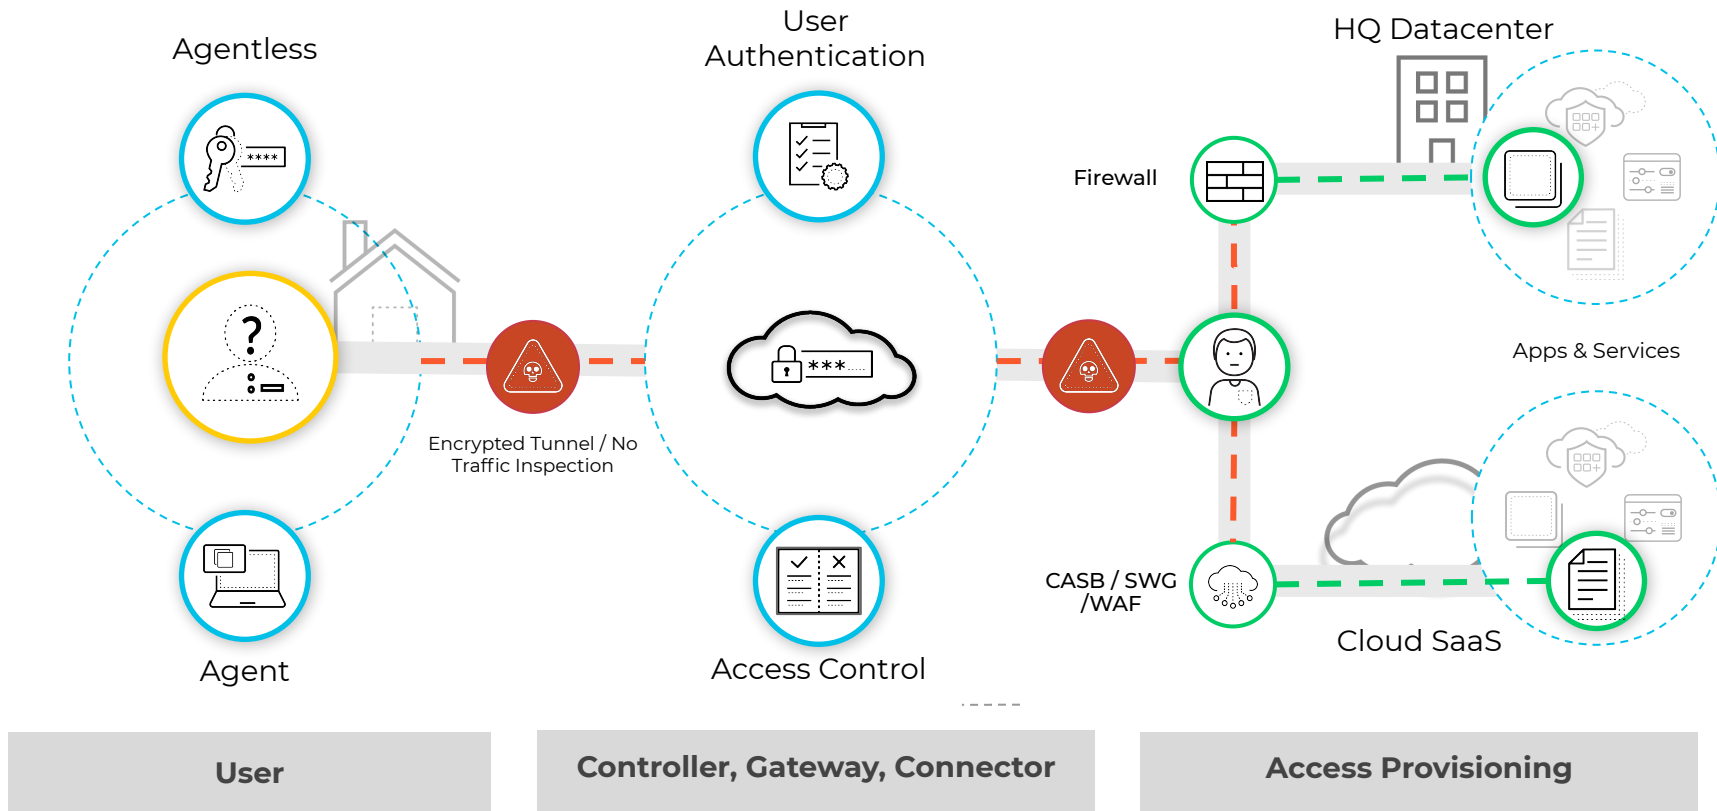 Agentless
User
Authentication
HQ Datacenter
****
Firewall
?
***.....
Apps & Services
Encrypted Tunnel / No
Traffic Inspection
CASB / SWG
/WAF
Cloud SaaS
Agent
Access Control
User
Controller, Gateway, Connector
Access Provisioning